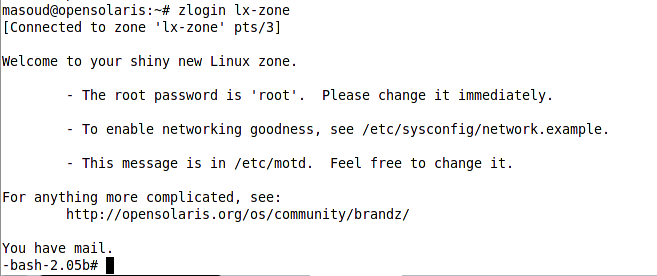 masoud@opensolaris:~# zlogin lx-zone
[Connected to zone 'lx-zone' pts/3]
Welcome to your shiny new Linux zone.
- The root password is 'root'.  Please change it immediately.
- To enable networking goodness, see /etc/sysconfig/network.example.
- This message is in /etc/motd.  Feel free to change it.
For anything more complicated, see:
http://opensolaris.org/os/community/brandz/
You have mail.
-bash-2.05b#